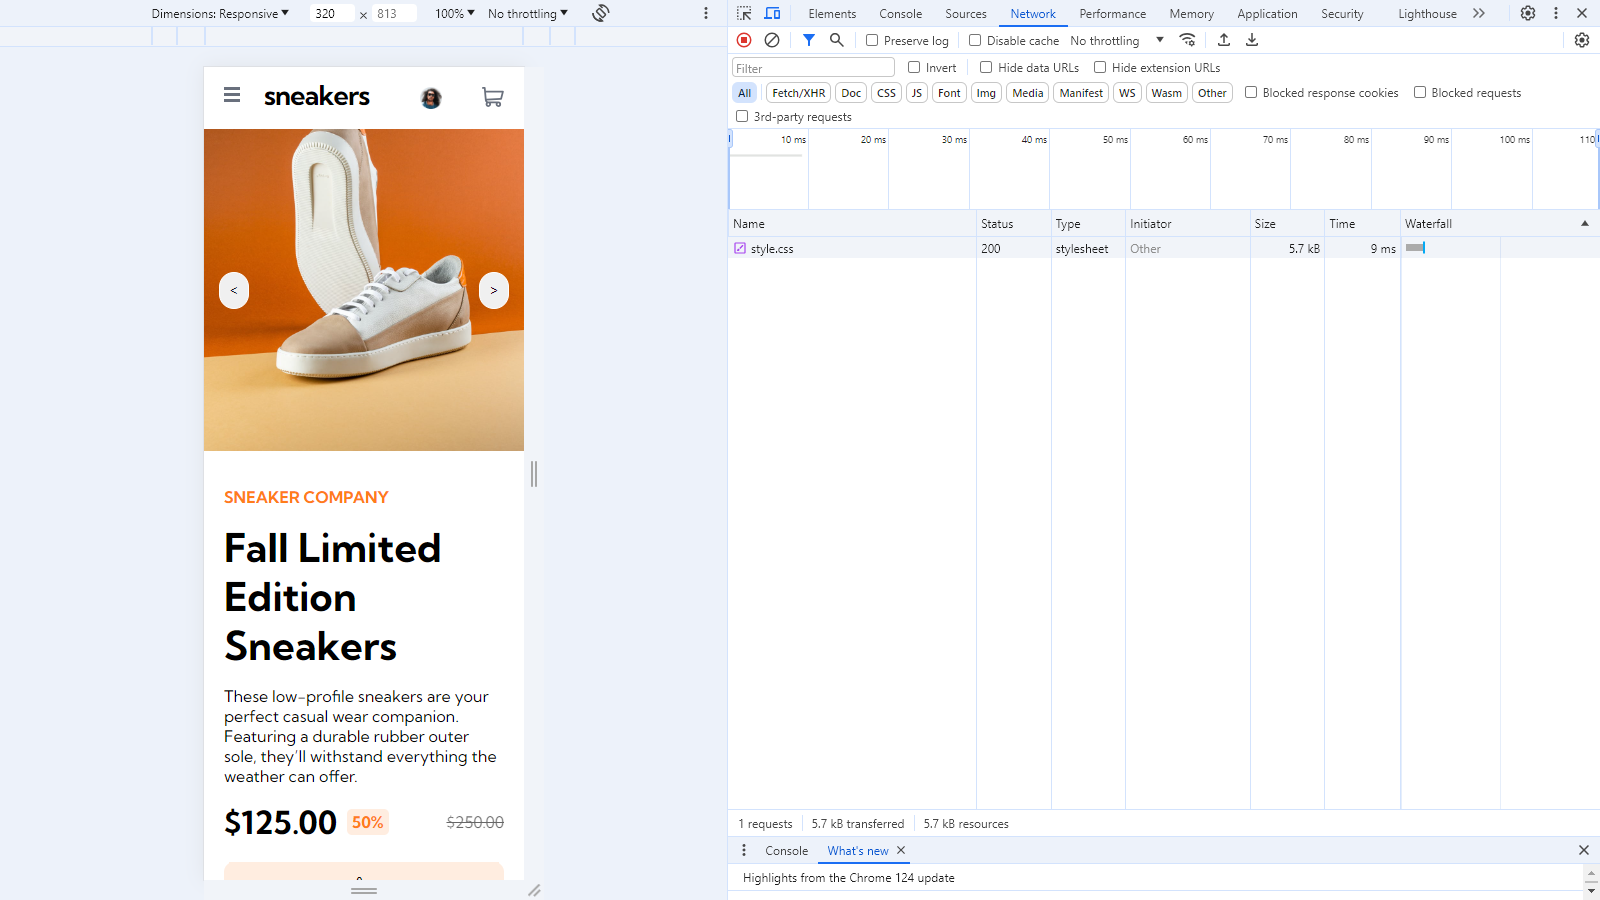 Dimensions: Responsive 320 × 813 100% No throttling
sneakers
< >
SNEAKER COMPANY
Fall Limited
Edition
Sneakers
These low-profile sneakers are your
perfect casual wear companion.
Featuring a durable rubber outer
sole, they'll withstand everything the
weather can offer.
$125.00 50% $250.00
Elements Console Sources Network Performance Memory Application Security Lighthouse
Preserve log Disable cache No throttling
Filter Invert Hide data URLs Hide extension URLs
All Fetch/XHR Doc CSS JS Font Img Media Manifest WS Wasm Other Blocked response cookies Blocked requests
3rd-party requests
10 ms 20 ms 30 ms 40 ms 50 ms 60 ms 70 ms 80 ms 90 ms 100 ms 110
Name Status Type Initiator Size Time Waterfall
style.css 200 stylesheet Other 5.7 kB 9 ms
1 requests 5.7 kB transferred 5.7 kB resources
Console What's new
Highlights from the Chrome 124 update